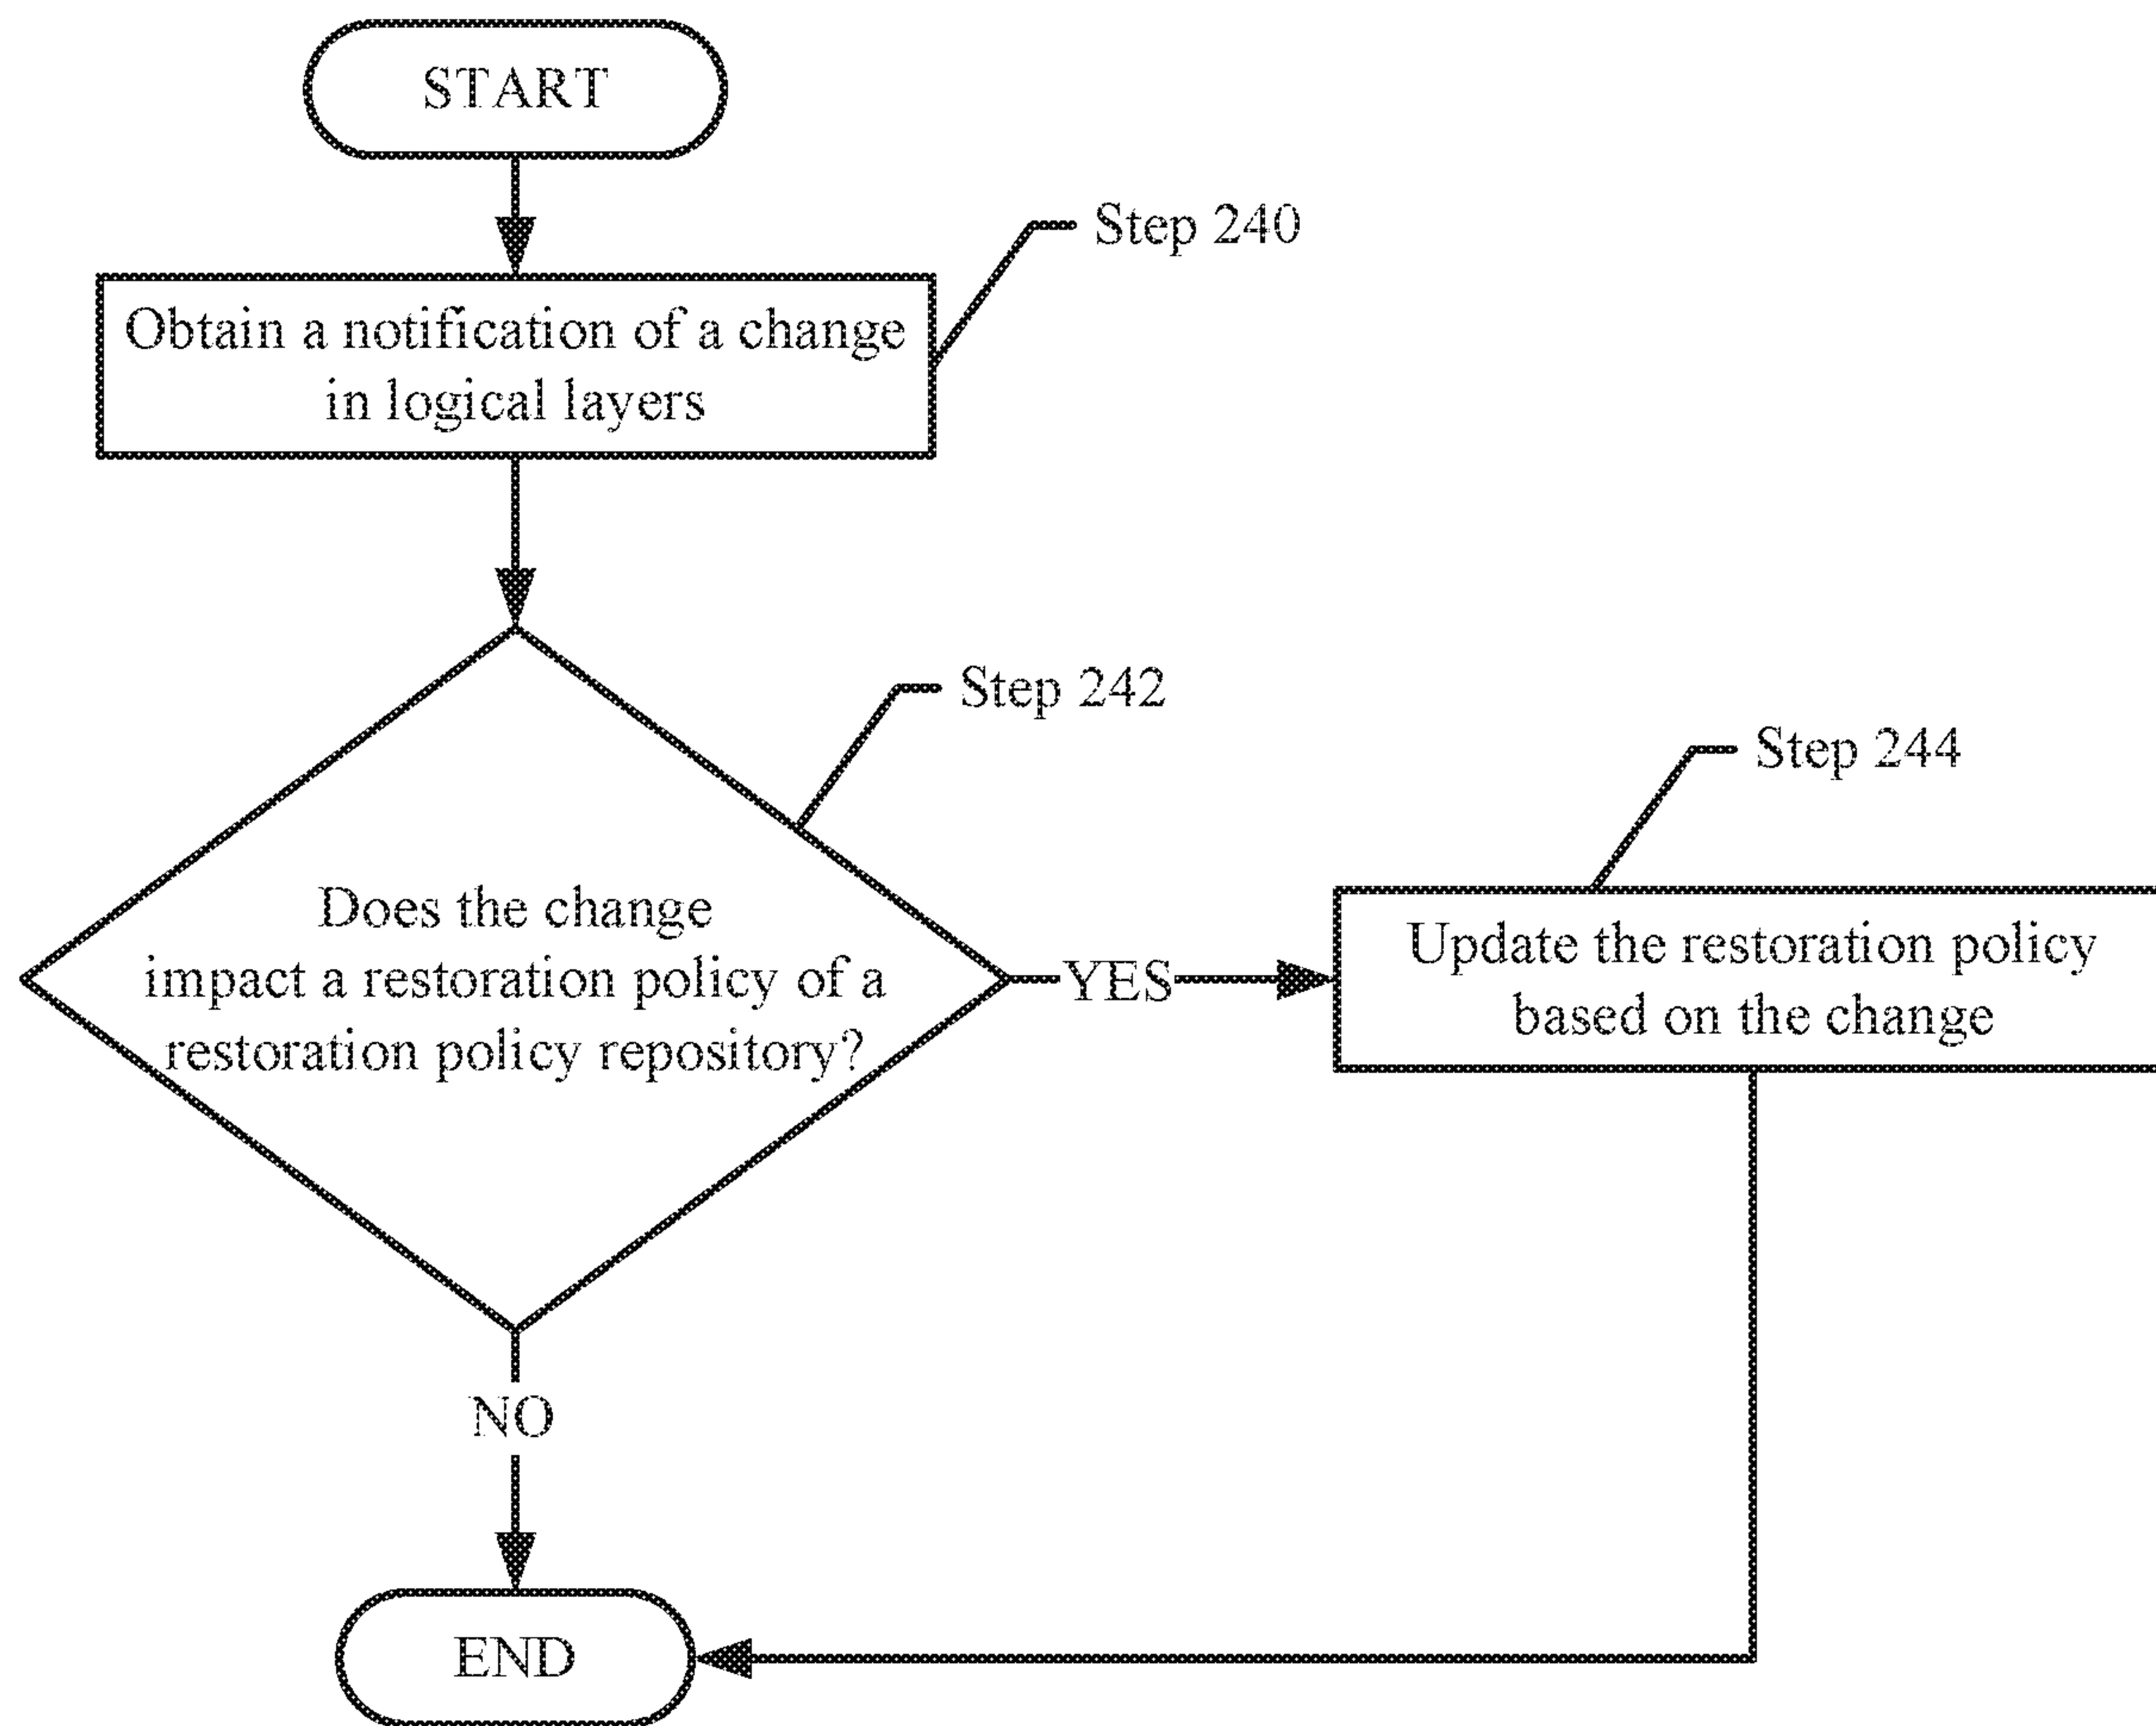 START
Step 240
Obtain a notification of a change
in logical layers
Step 242
Step 244
Does the change
impact a restoration policy of a
restoration policy repository?
YES
Update the restoration policy
based on the change
NO
END